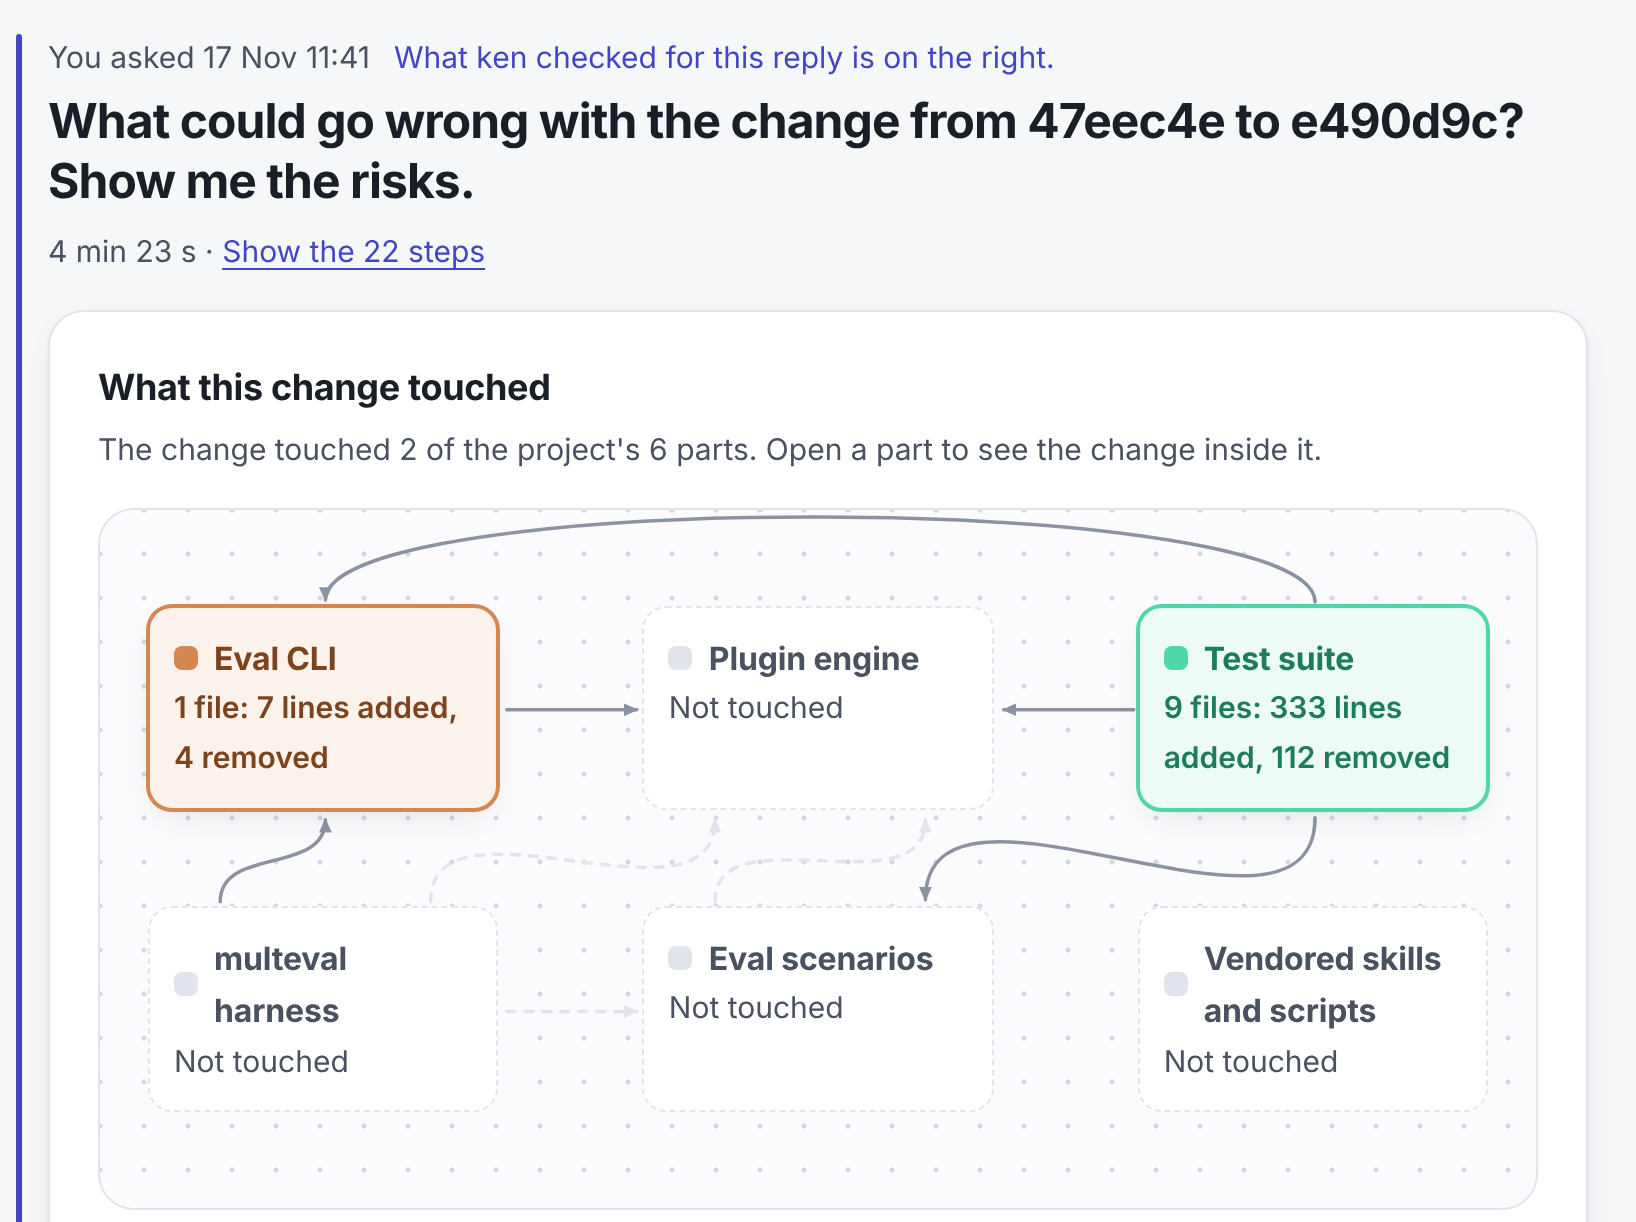 You asked 17 Nov 11:41 What ken checked for this reply is on the right.
What could go wrong with the change from 47eec4e to e490d9c?
Show me the risks.
4 min 23 s · Show the 22 steps
What this change touched
The change touched 2 of the project's 6 parts. Open a part to see the change inside it.
Eval CLI
1 file: 7 lines added,
4 removed
Plugin engine
Not touched
Test suite
9 files: 333 lines
added, 112 removed
multeval
harness
Not touched
Eval scenarios
Not touched
Vendored skills
and scripts
Not touched